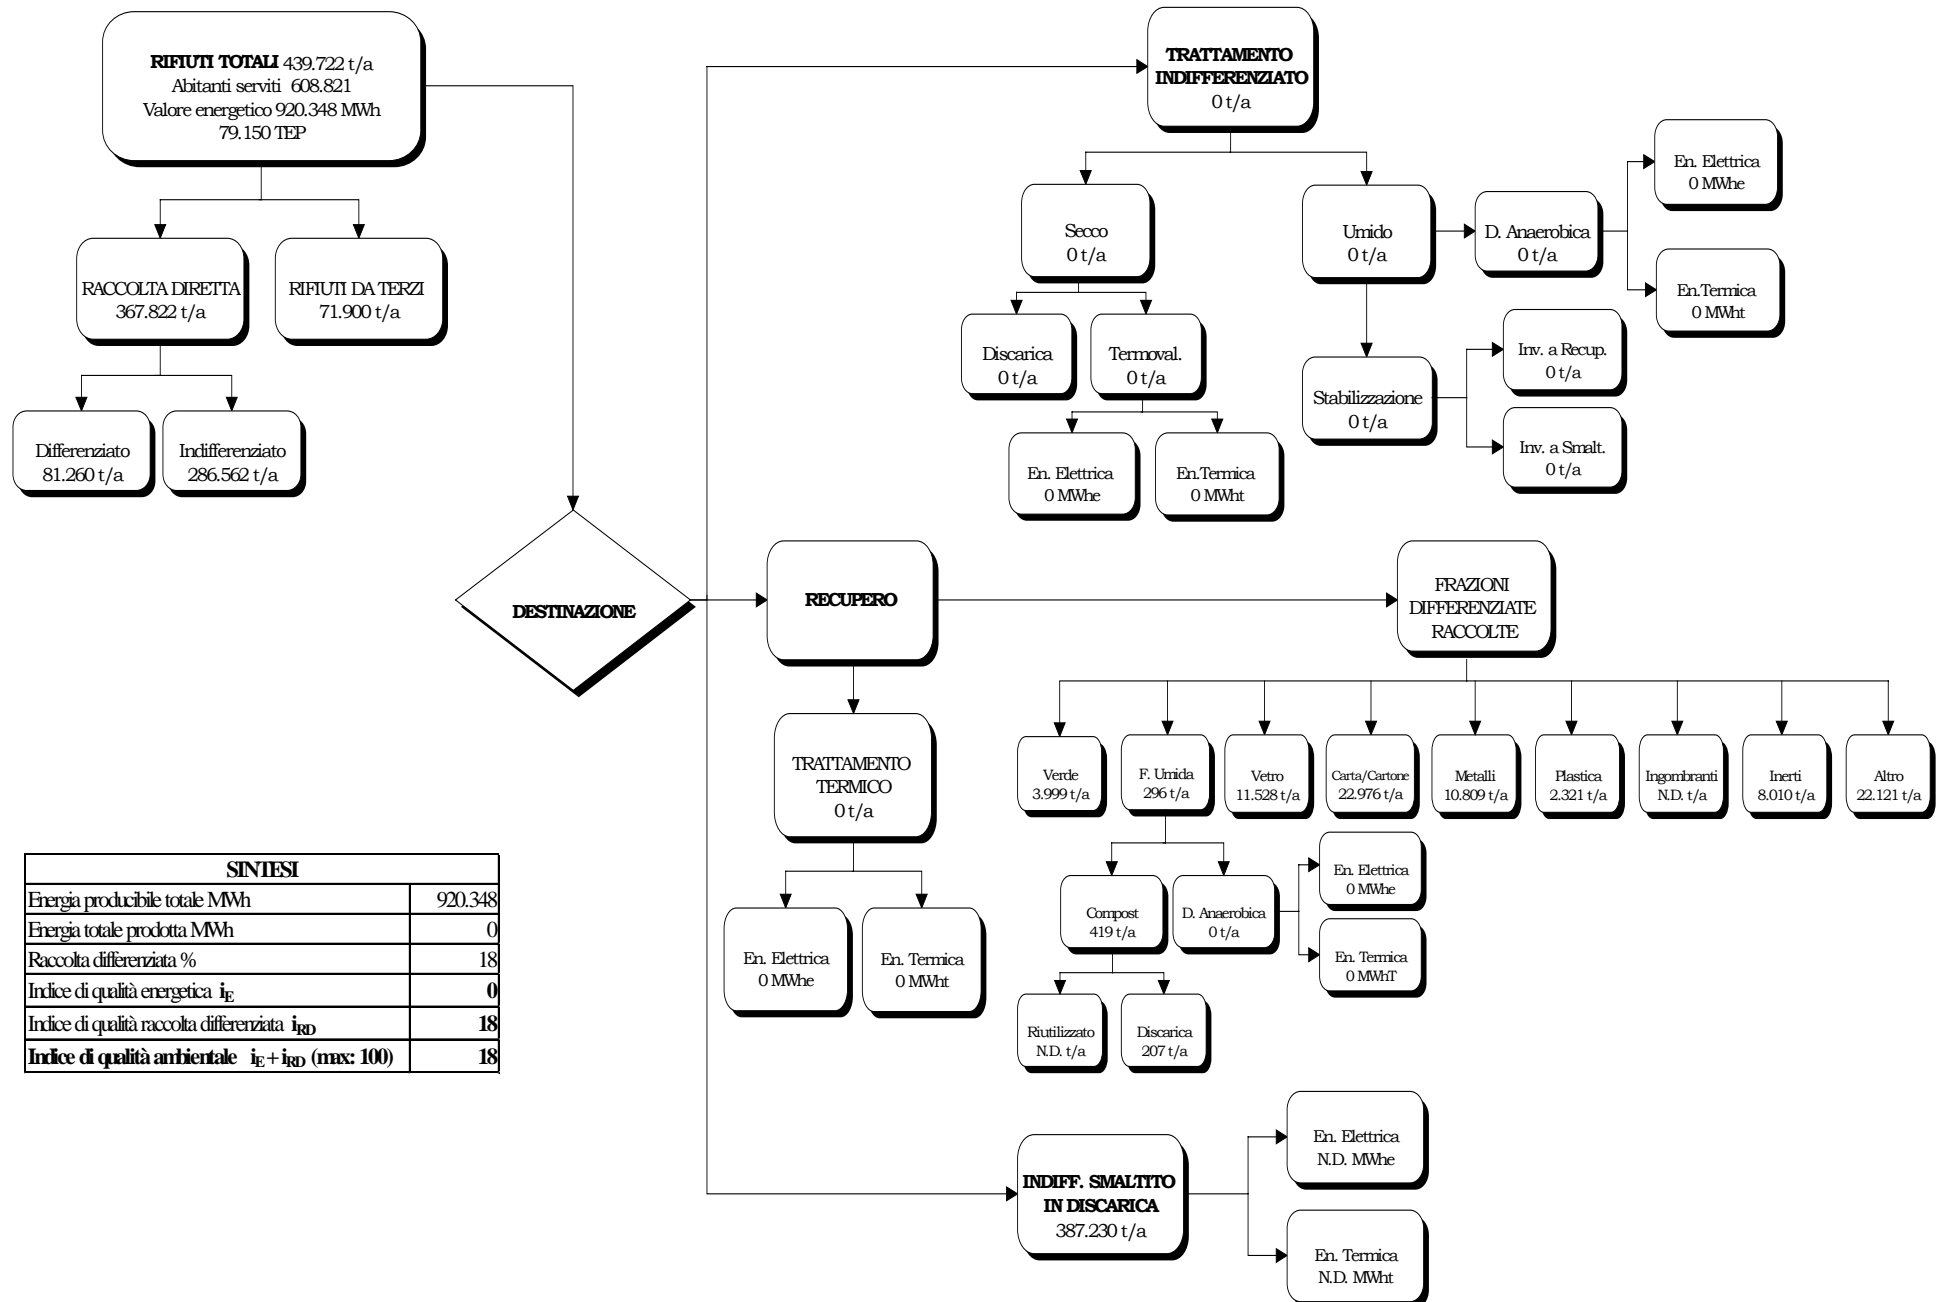 RIFIUTI TOTALI 439.722 t/a
Abitanti serviti 608.821
Valore energetico 920.348 MWh
79.150 TEP
RACCOLTA DIRETTA
367.822 t/a
RIFIUTI DA TERZI
71.900 t/a
Differenziato
81.260 t/a
Indifferenziato
286.562 t/a
DESTINAZIONE
TRATTAMENTO
INDIFFERENZIATO
0 t/a
Secco
0 t/a
Umido
0 t/a
D. Anaerobica
0 t/a
En. Elettrica
0 MWhe
En.Termica
0 MWht
Discarica
0 t/a
Termoval.
0 t/a
Stabilizzazione
0 t/a
Inv. a Recup.
0 t/a
Inv. a Smalt.
0 t/a
En. Elettrica
0 MWhe
En.Termica
0 MWht
RECUPERO
FRAZIONI
DIFFERENZIATE
RACCOLTE
TRATTAMENTO
TERMICO
0 t/a
En. Elettrica
0 MWhe
En. Termica
0 MWht
Verde
3.999 t/a
F. Umida
296 t/a
Vetro
11.528 t/a
Carta/Cartone
22.976 t/a
Metalli
10.809 t/a
Plastica
2.321 t/a
Ingombranti
N.D. t/a
Inerti
8.010 t/a
Altro
22.121 t/a
Compost
419 t/a
D. Anaerobica
0 t/a
En. Elettrica
0 MWhe
En. Termica
0 MWhT
Riutilizzato
N.D. t/a
Discarica
207 t/a
INDIFF. SMALTITO
IN DISCARICA
387.230 t/a
En. Elettrica
N.D. MWhe
En. Termica
N.D. MWht
SINTESI
Energia producibile totale MWh 920.348
Energia totale prodotta MWh 0
Raccolta differenziata % 18
Indice di qualità energetica iE 0
Indice di qualità raccolta differenziata iRD 18
Indice di qualità ambientale iE + iRD (max: 100) 18